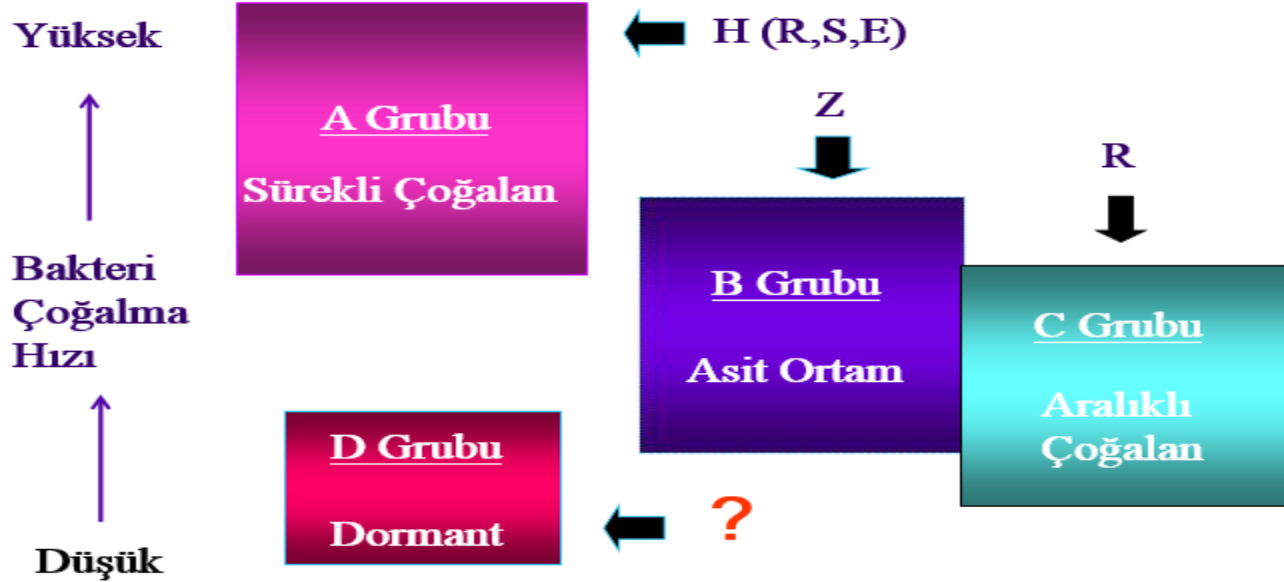 Yüksek
H (R,S,E)
A Grubu
Sürekli Çoğalan
Z
R
Bakteri
Çoğalma
Hızı
B Grubu
Asit Ortam
C Grubu
Aralıklı
Çoğalan
D Grubu
Dormant
?
Düşük